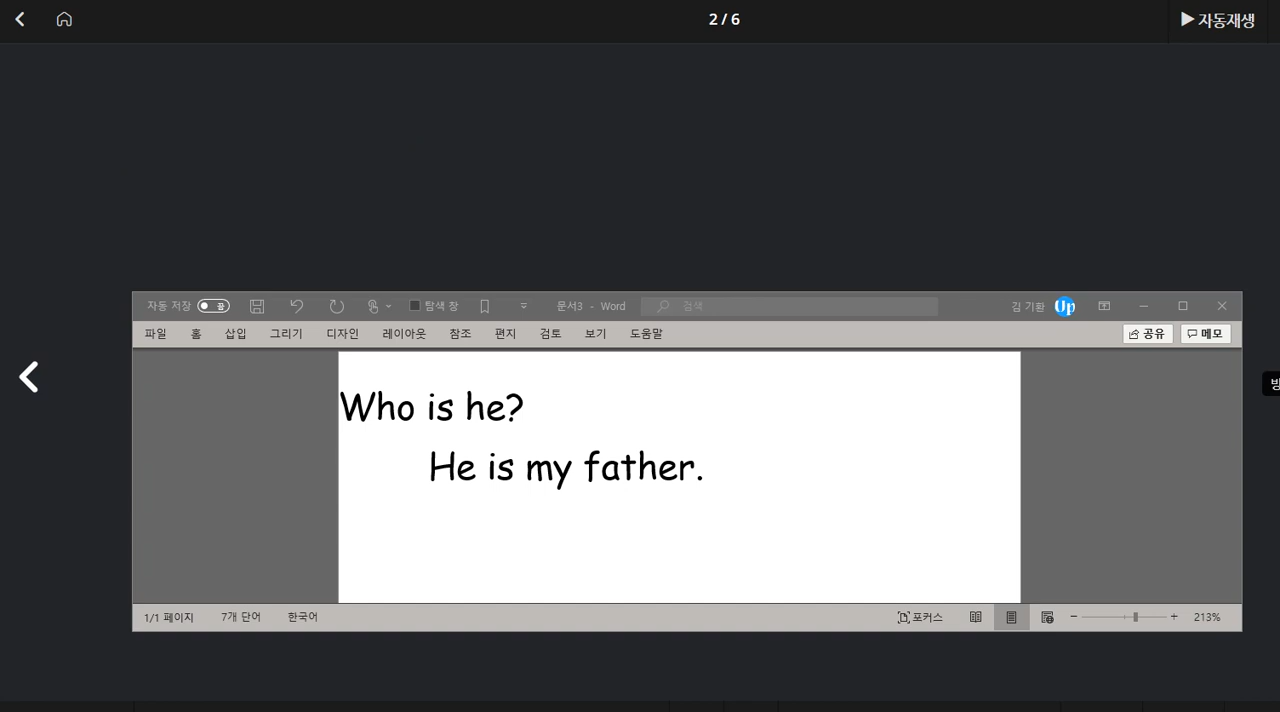 2 / 6
▶자동재생
자동 저장 끔
탐색 창
문서3 - Word
검색
김 기환
Up
파일 홈 삽입 그리기 디자인 레이아웃 참조 편지 검토 보기 도움말
공유 메모
Who is he?
He is my father.
1/1 페이지 7개 단어 한국어
포커스
− + 213%